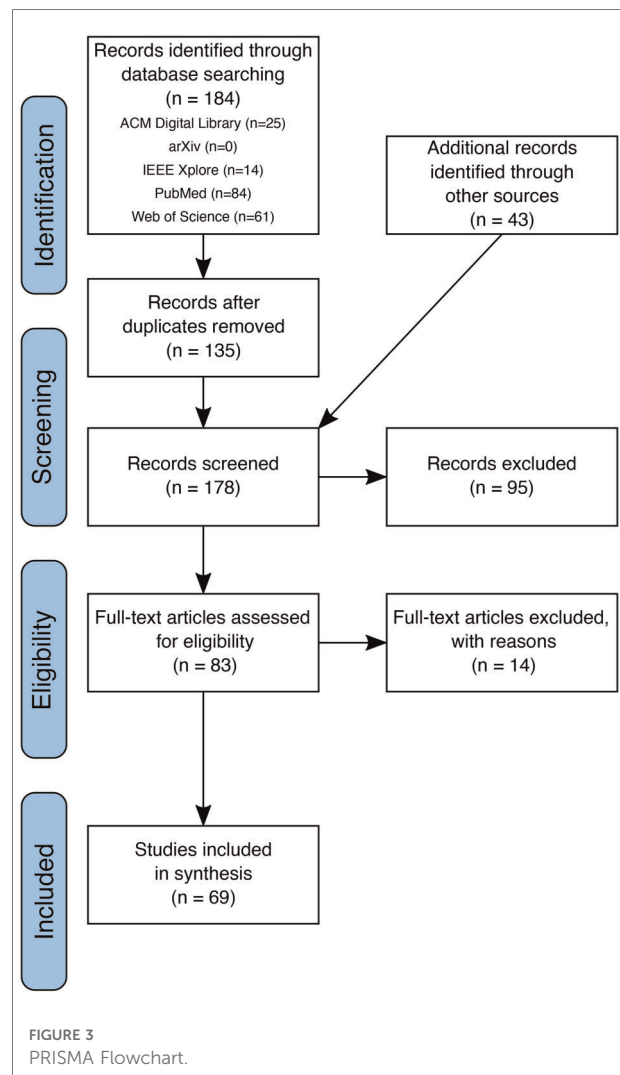 Identification
Records identified through
database searching
(n = 184)
ACM Digital Library (n=25)
arXiv (n=0)
IEEE Xplore (n=14)
PubMed (n=84)
Web of Science (n=61)
Additional records
identified through
other sources
(n = 43)
Records after
duplicates removed
(n = 135)
Screening
Records screened
(n = 178)
Records excluded
(n = 95)
Eligibility
Full-text articles assessed
for eligibility
(n = 83)
Full-text articles excluded,
with reasons
(n = 14)
Included
Studies included
in synthesis
(n = 69)
FIGURE 3
PRISMA Flowchart.